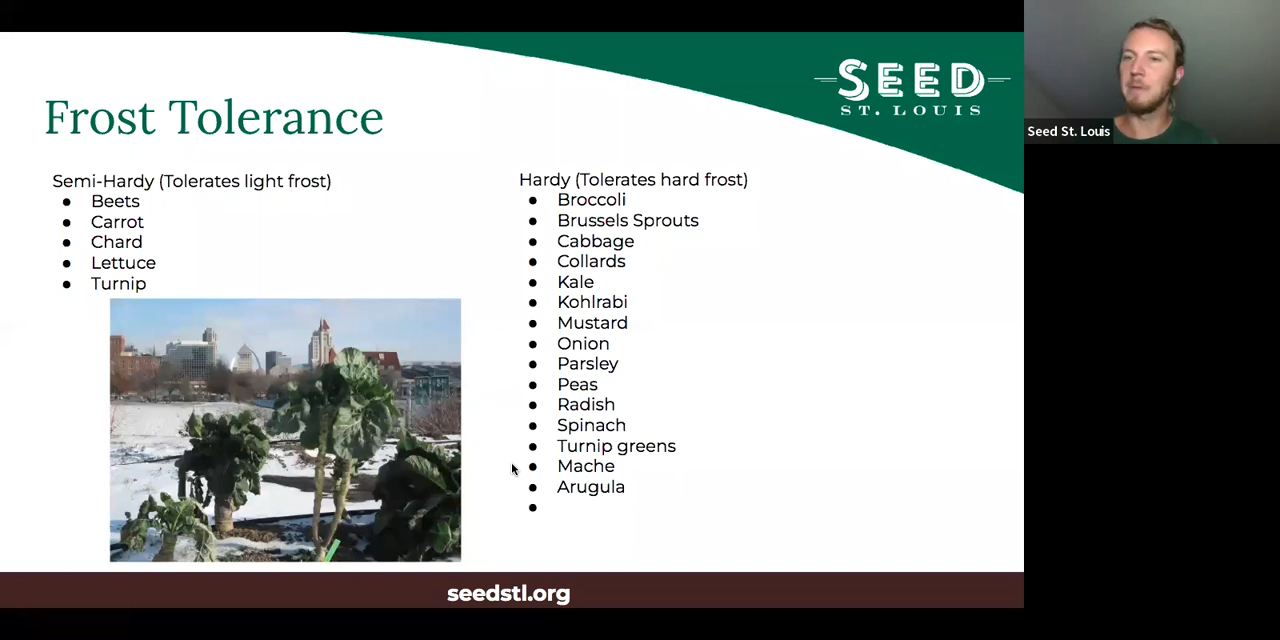 SEED
ST. LOUIS
Frost Tolerance
Semi-Hardy (Tolerates light frost)
● Beets
● Carrot
● Chard
● Lettuce
● Turnip
Hardy (Tolerates hard frost)
● Broccoli
● Brussels Sprouts
● Cabbage
● Collards
● Kale
● Kohlrabi
● Mustard
● Onion
● Parsley
● Peas
● Radish
● Spinach
● Turnip greens
● Mache
● Arugula
●
seedstl.org
Seed St. Louis